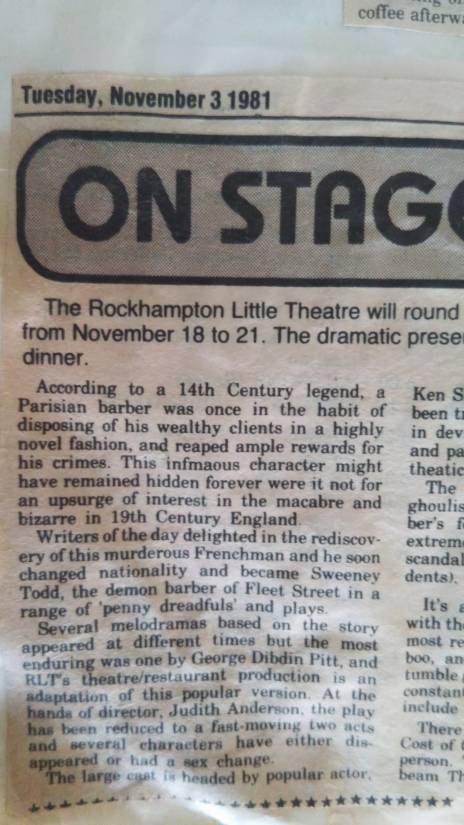 coffee afterwa
Tuesday, November 3 1981
ON STAG
The Rockhampton Little Theatre will round
from November 18 to 21. The dramatic prese
dinner.
According to a 14th Century legend, a
Parisian barber was once in the habit of
disposing of his wealthy clients in a highly
novel fashion, and reaped ample rewards for
his crimes. This infmaous character might
have remained hidden forever were it not for
an upsurge of interest in the macabre and
bizarre in 19th Century England.
Writers of the day delighted in the rediscov-
ery of this murderous Frenchman and he soon
changed nationality and became Sweeney
Todd, the demon barber of Fleet Street in a
range of 'penny dreadfuls' and plays.
Several melodramas based on the story
appeared at different times but the most
enduring was one by George Dibdin Pitt, and
RLT's theatre/restaurant production is an
adaptation of this popular version. At the
hands of director, Judith Anderson, the play
has been reduced to a fast-moving two acts
and several characters have either dis-
appeared or had a sex change.
The large cast is headed by popular actor,
Ken S
been tr
in dev
and pa
theatic
The
ghoulis
ber's fo
extreme
scandal
dents).
It's a
with the
most re
boo, an
tumble
constant
include
There
Cost of
person.
beam Th